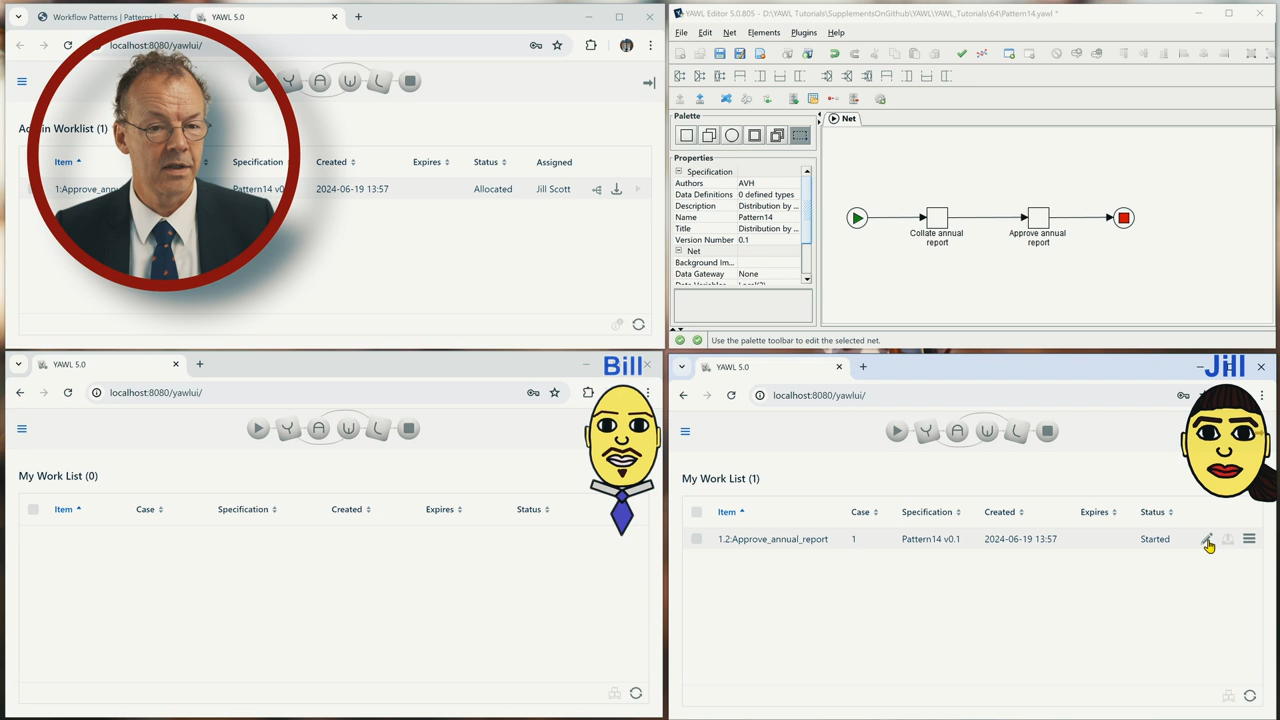 Workflow Patterns | Patterns |
YAWL 5.0
localhost:8080/yawlui/
Y A W L
Admin Worklist (1)
Item
Specification
Created
Expires
Status
Assigned
1:Approve_ann
Pattern14 v0
2024-06-19 13:57
Allocated
Jill Scott
YAWL Editor 5.0.805 - D:\YAWL Tutorials\SupplementsOnGithub\YAWL\YAWL_Tutorials\64\Pattern14.yawl *
File Edit Net Elements Plugins Help
Palette
Properties
Specification
Authors AVH
Data Definitions 0 defined types
Description Distribution by ...
Name Pattern14
Title Distribution by ...
Version Number 0.1
Net
Background Im...
Data Gateway None
Data Variables Local(2)
Net
Collate annual
report
Approve annual
report
Use the palette toolbar to edit the selected net.
YAWL 5.0
Bill
localhost:8080/yawlui/
Y A W L
My Work List (0)
Item Case Specification Created Expires Status
YAWL 5.0
Jill
localhost:8080/yawlui/
Y A W L
My Work List (1)
Item Case Specification Created Expires Status
1.2:Approve_annual_report 1 Pattern14 v0.1 2024-06-19 13:57 Started